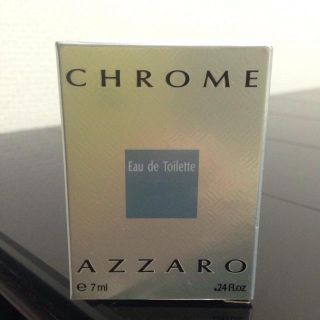 CHROME
Eau de Toilette
AZZARO
e 7 ml .24 Fl.oz